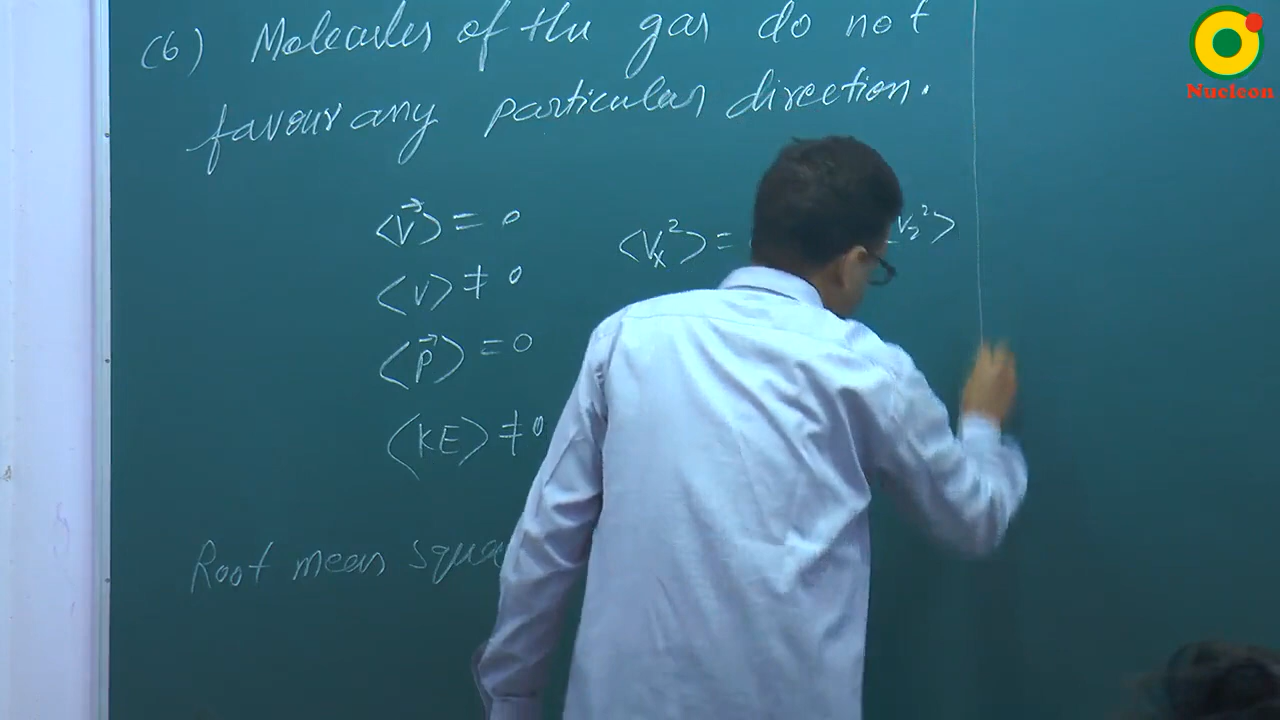 (6) Molecules of the gas do not
favour any particular direction.
⟨v⃗⟩ = 0
⟨v⟩ ≠ 0
⟨P⃗⟩ = 0
⟨KE⟩ ≠ 0
⟨Vx²⟩ =
Root mean
Nucleon